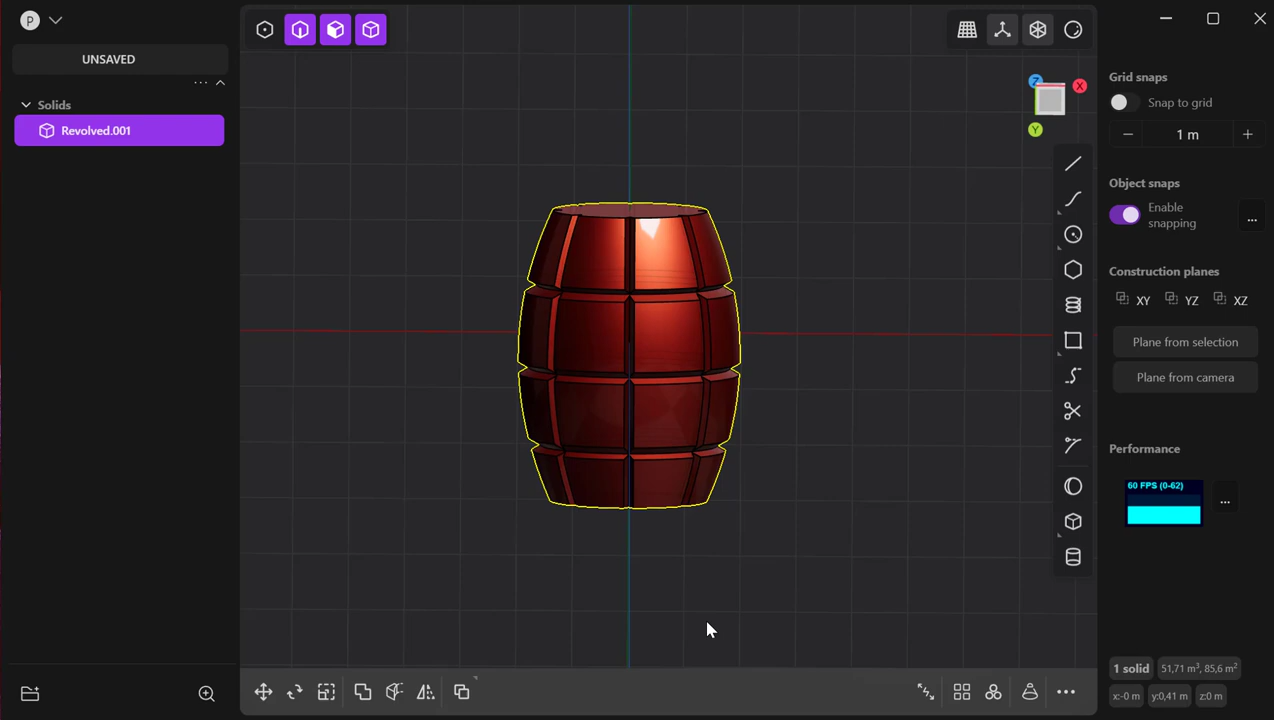 P
UNSAVED
...
Solids
Revolved.001
Z
X
Y
Grid snaps
Snap to grid
1 m
Object snaps
Enable
snapping
...
Construction planes
XY YZ XZ
Plane from selection
Plane from camera
Performance
60 FPS (0-62)
...
1 solid 51,71 m³, 85,6 m²
x:-0 m y:0,41 m z:0 m